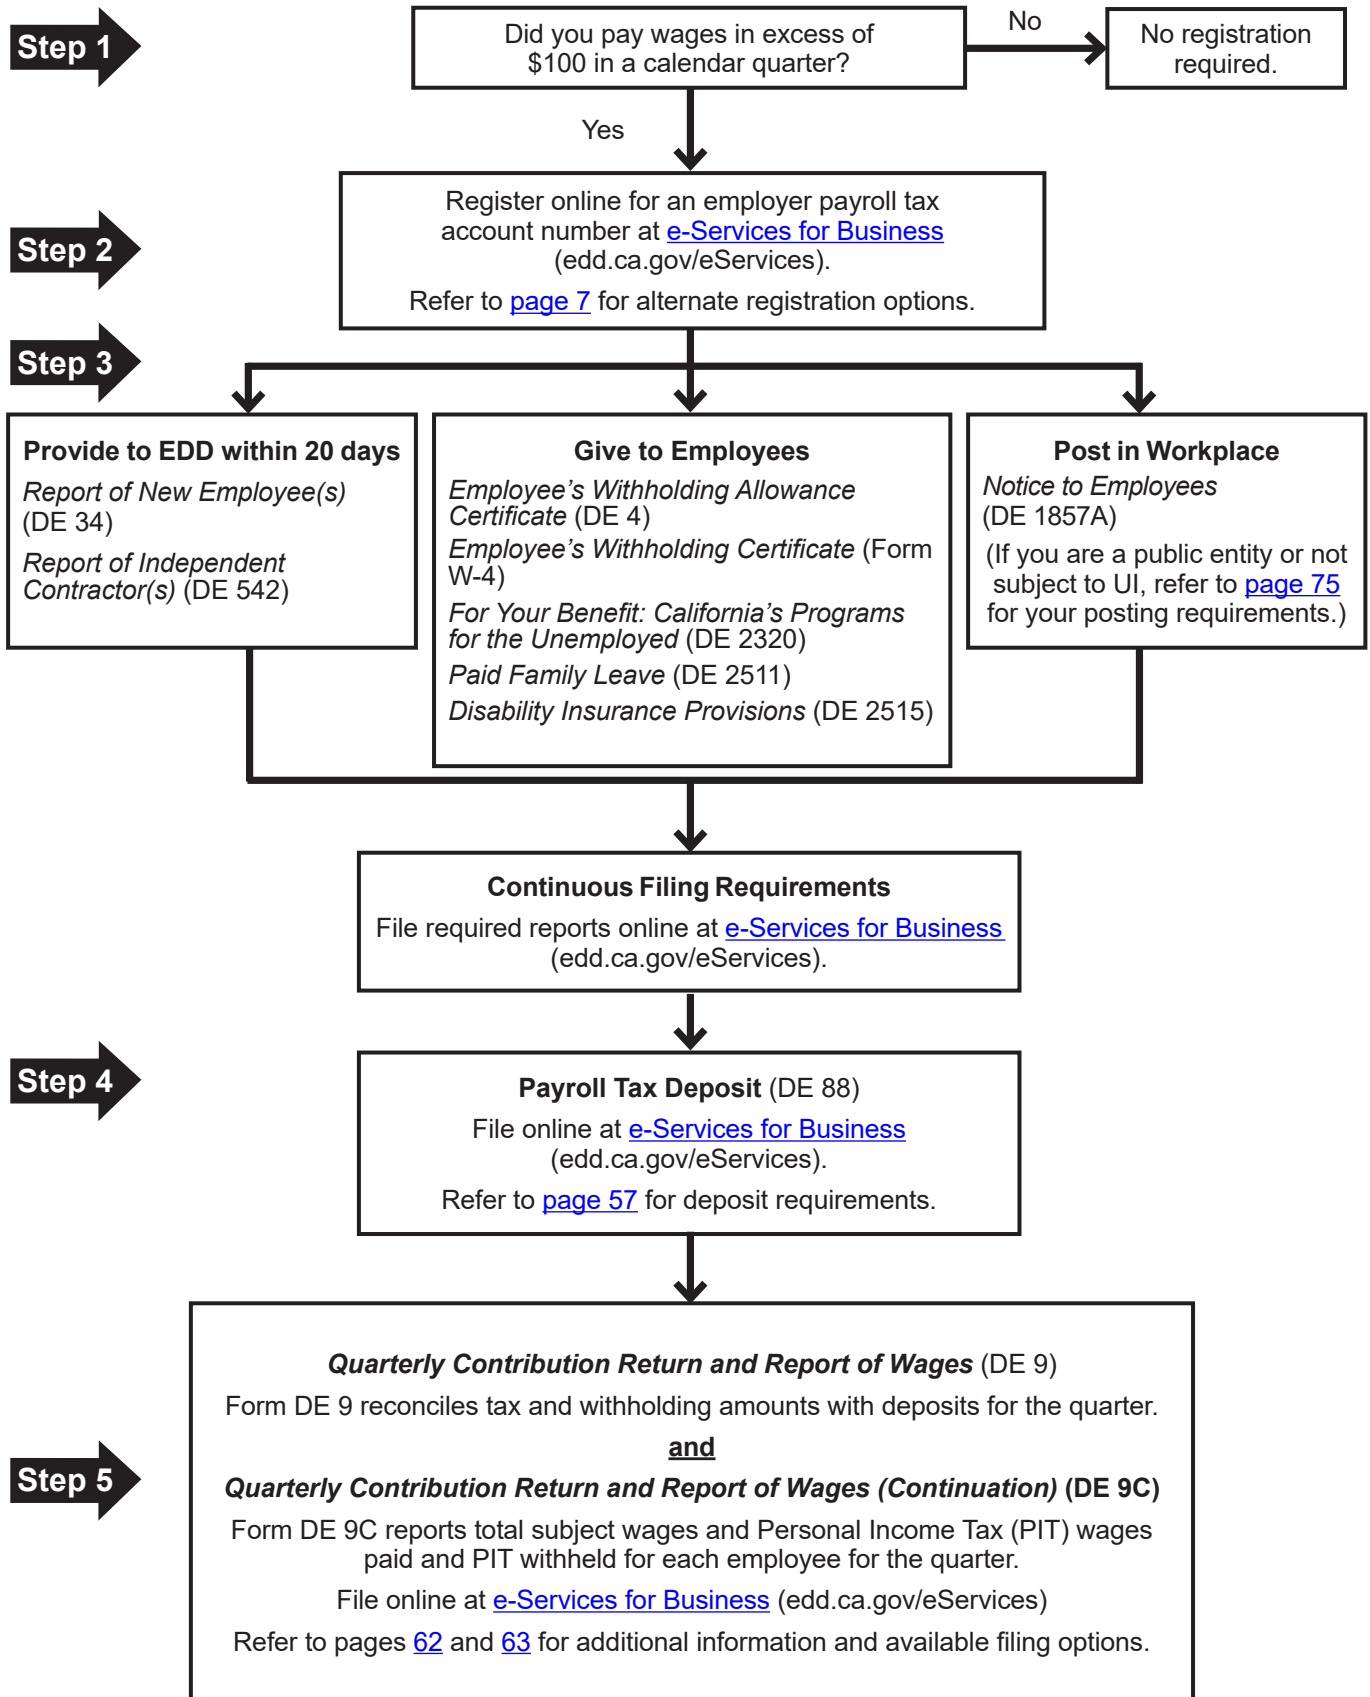 Step 1
Did you pay wages in excess of
$100 in a calendar quarter?
No
No registration
required.
Yes
Step 2
Register online for an employer payroll tax
account number at e-Services for Business
(edd.ca.gov/eServices).
Refer to page 7 for alternate registration options.
Step 3
Provide to EDD within 20 days
Report of New Employee(s)
(DE 34)
Report of Independent
Contractor(s) (DE 542)
Give to Employees
Employee’s Withholding Allowance
Certificate (DE 4)
Employee’s Withholding Certificate (Form
W-4)
For Your Benefit: California’s Programs
for the Unemployed (DE 2320)
Paid Family Leave (DE 2511)
Disability Insurance Provisions (DE 2515)
Post in Workplace
Notice to Employees
(DE 1857A)
(If you are a public entity or not
subject to UI, refer to page 75
for your posting requirements.)
Continuous Filing Requirements
File required reports online at e-Services for Business
(edd.ca.gov/eServices).
Step 4
Payroll Tax Deposit (DE 88)
File online at e-Services for Business
(edd.ca.gov/eServices).
Refer to page 57 for deposit requirements.
Step 5
Quarterly Contribution Return and Report of Wages (DE 9)
Form DE 9 reconciles tax and withholding amounts with deposits for the quarter.
and
Quarterly Contribution Return and Report of Wages (Continuation) (DE 9C)
Form DE 9C reports total subject wages and Personal Income Tax (PIT) wages
paid and PIT withheld for each employee for the quarter.
File online at e-Services for Business (edd.ca.gov/eServices)
Refer to pages 62 and 63 for additional information and available filing options.